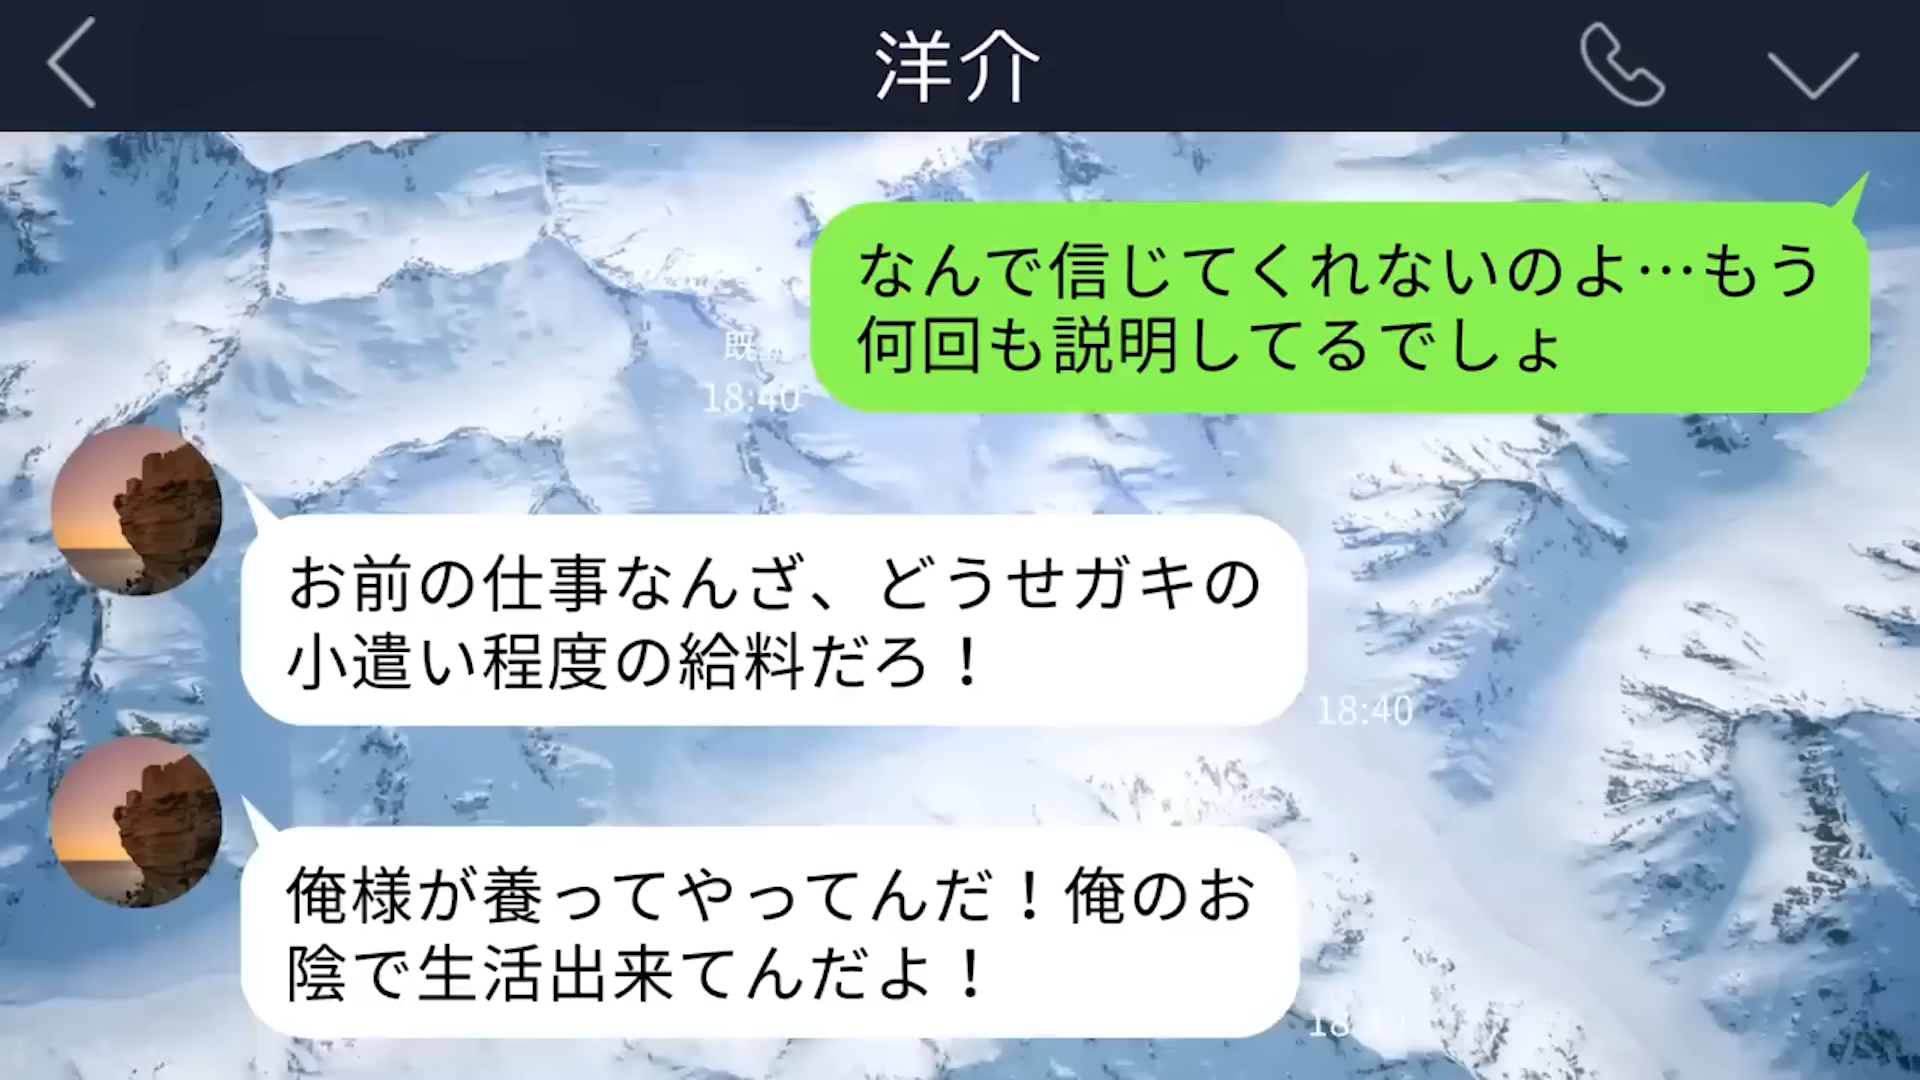 洋介
なんで信じてくれないのよ…もう
何回も説明してるでしょ
18:40
お前の仕事なんざ、どうせガキの
小遣い程度の給料だろ！
18:40
俺様が養ってやってんだ！俺のお
陰で生活出来てんだよ！